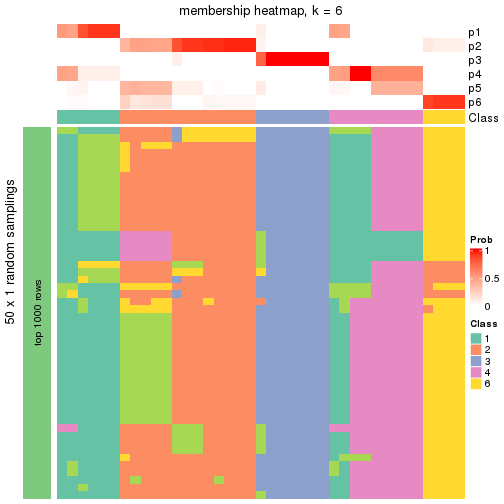 membership heatmap, k = 6
p1
p2
p3
p4
p5
p6
Class
50 x 1 random samplings
top 1000 rows
Prob
1
0.5
0
Class
1
2
3
4
6